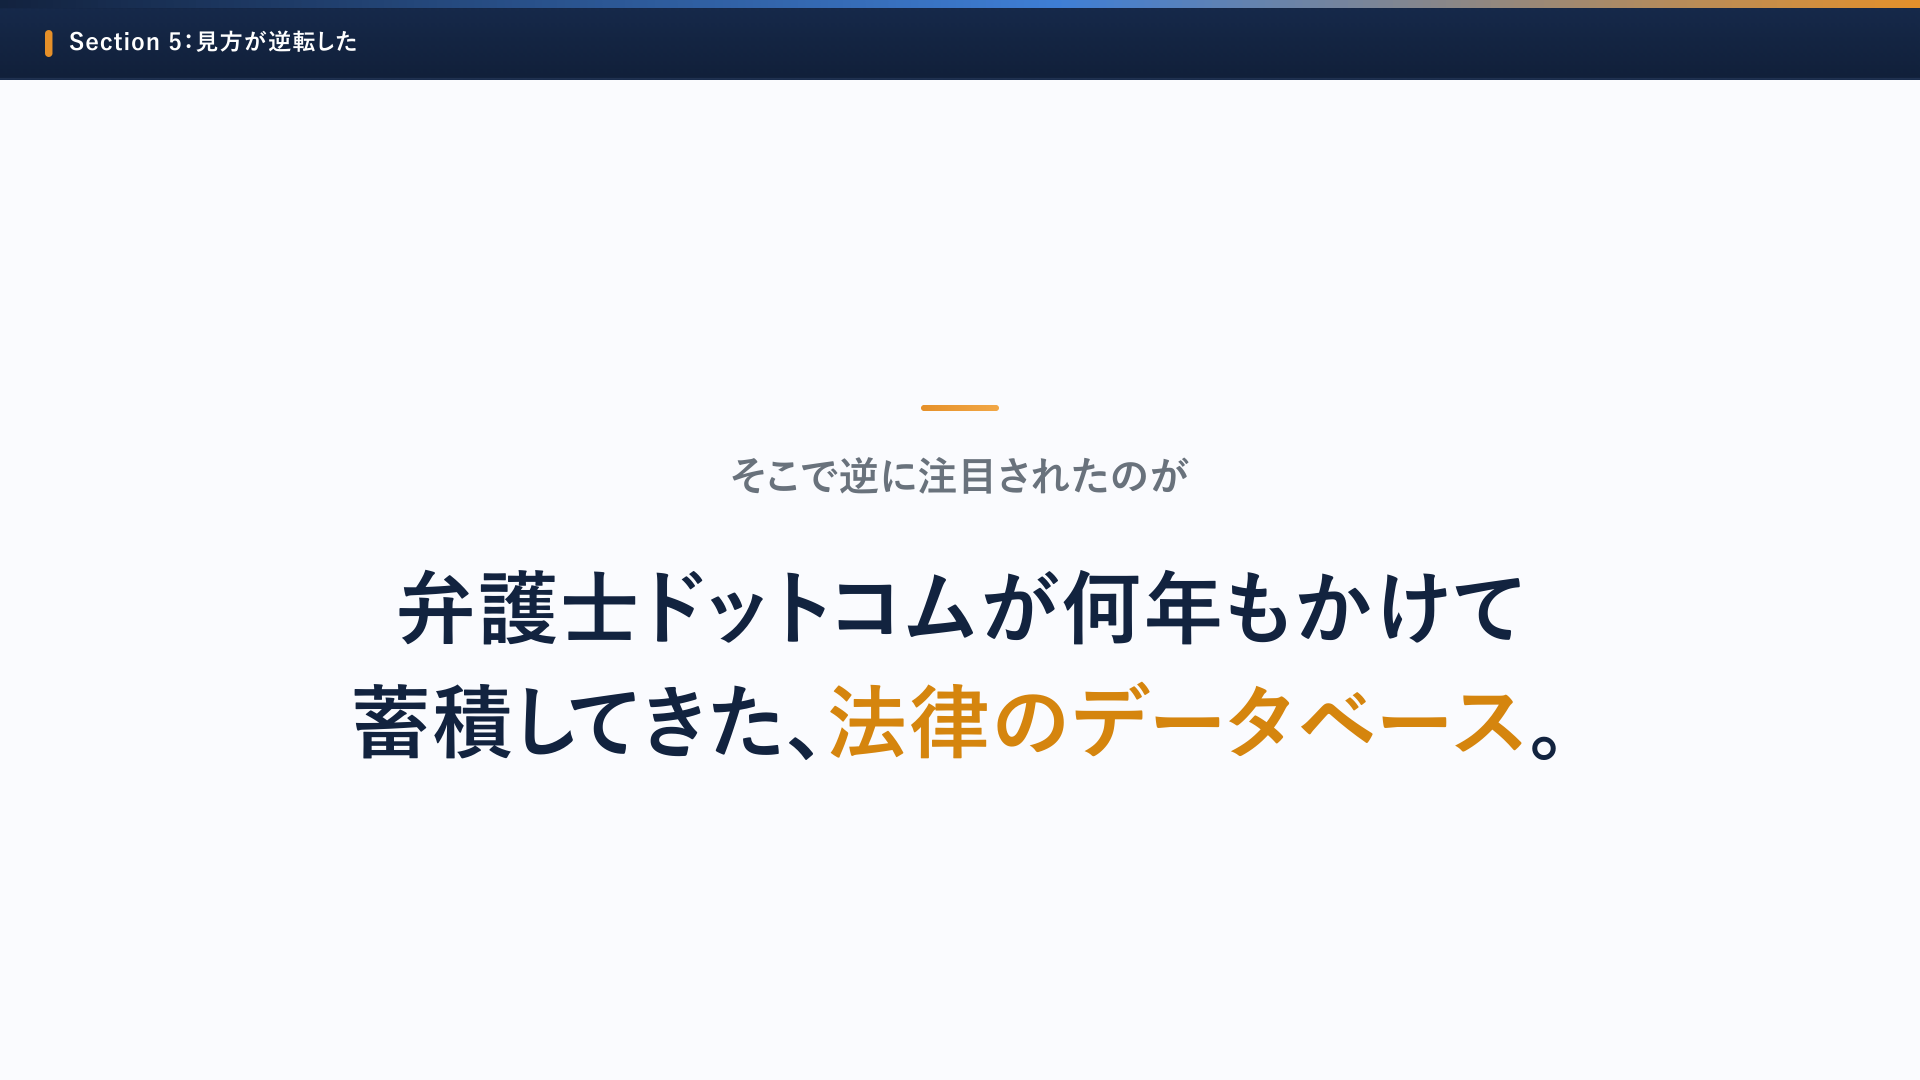 Section 5：見方が逆転した
そこで逆に注目されたのが
弁護士ドットコムが何年もかけて
蓄積してきた、法律のデータベース。